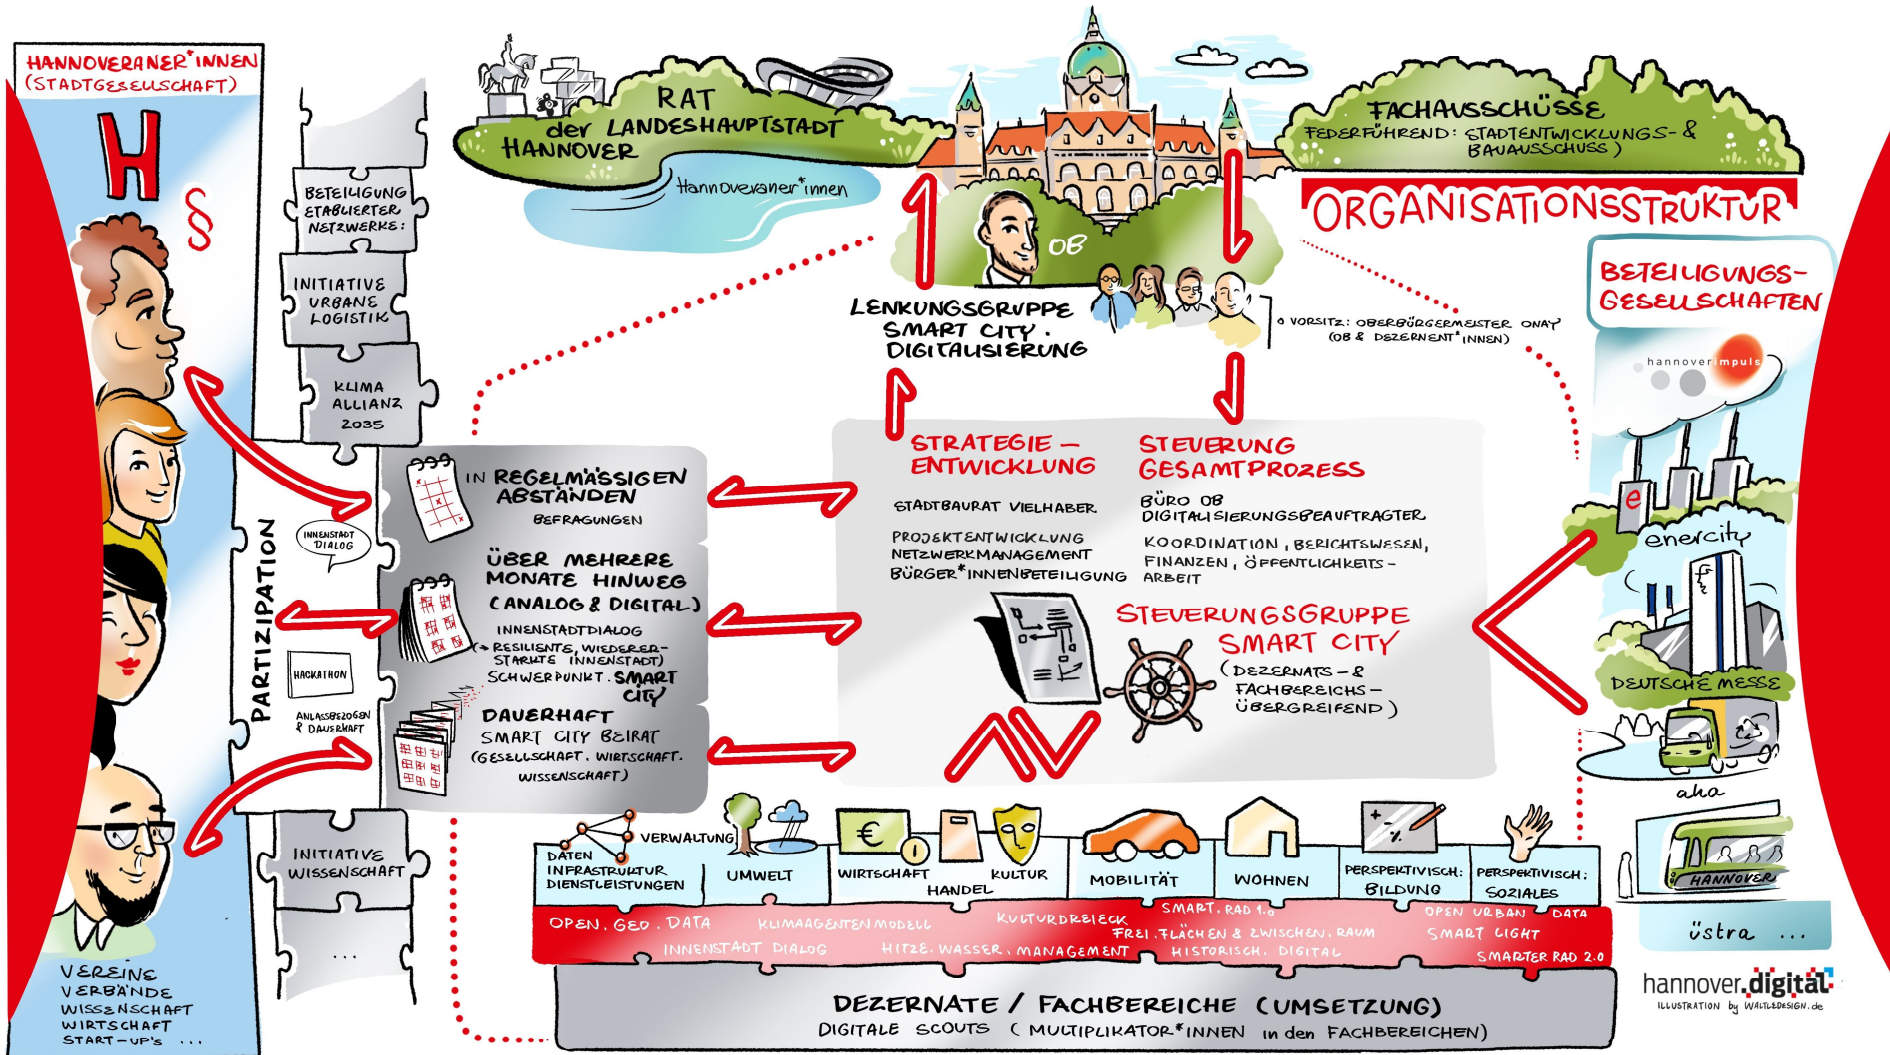 HANNOVERANER*INNEN
(STADTGESELLSCHAFT)
H
§
VEREINE
VERBÄNDE
WISSENSCHAFT
WIRTSCHAFT
START-UP'S ...
BETEILIGUNG
ETABLIERTER
NETZWERKE:
INITIATIVE
URBANE
LOGISTIK
KLIMA
ALLIANZ
2035
PARTIZIPATION
INNENSTADT
DIALOG
HACKATHON
ANLASSBEZOGEN
& DAUERHAFT
INITIATIVE
WISSENSCHAFT
...
IN REGELMÄSSIGEN
ABSTÄNDEN
BEFRAGUNGEN
ÜBER MEHRERE
MONATE HINWEG
(ANALOG & DIGITAL)
INNENSTADTDIALOG
(→ RESILIENTE, WIEDERER-
STARKTE INNENSTADT)
SCHWERPUNKT. SMART
CITY
DAUERHAFT
SMART CITY BEIRAT
(GESELLSCHAFT. WIRTSCHAFT.
WISSENSCHAFT)
RAT
der LANDESHAUPTSTADT
HANNOVER
Hannoveraner*innen
OB
FACHAUSSCHÜSSE
FEDERFÜHREND: STADTENTWICKLUNGS- &
BAUAUSSCHUSS)
ORGANISATIONSSTRUKTUR
LENKUNGSGRUPPE
SMART CITY.
DIGITALISIERUNG
VORSITZ: OBERBÜRGERMEISTER ONAY
(OB & DEZERNENT*INNEN)
STRATEGIE-
ENTWICKLUNG
STADTBAURAT VIELHABER
PROJEKTENTWICKLUNG
NETZWERKMANAGEMENT
BÜRGER*INNENBETEILIGUNG
STEUERUNG
GESAMTPROZESS
BÜRO OB
DIGITALISIERUNGSBEAUFTRAGTER
KOORDINATION, BERICHTSWESEN,
FINANZEN, ÖFFENTLICHKEITS-
ARBEIT
STEUERUNGSGRUPPE
SMART CITY
(DEZERNATS- &
FACHBEREICHS-
ÜBERGREIFEND)
BETEILIGUNGS-
GESELLSCHAFTEN
hannoverimpuls
e
enercity
DEUTSCHE MESSE
aha
HANNOVER
üstra ...
VERWALTUNG
DATEN
INFRASTRUKTUR
DIENSTLEISTUNGEN
UMWELT
€
WIRTSCHAFT
HANDEL
KULTUR
MOBILITÄT
WOHNEN
PERSPEKTIVISCH:
BILDUNG
PERSPEKTIVISCH:
SOZIALES
OPEN. GEO. DATA
KLIMAAGENTENMODELL
KULTURDREIECK
SMART. RAD 1.0
OPEN URBAN DATA
FREI. FLÄCHEN & ZWISCHEN. RAUM
SMART LIGHT
INNENSTADT DIALOG
HITZE. WASSER. MANAGEMENT
HISTORISCH. DIGITAL
SMARTER RAD 2.0
DEZERNATE / FACHBEREICHE (UMSETZUNG)
DIGITALE SCOUTS (MULTIPLIKATOR*INNEN in den FACHBEREICHEN)
hannover.digital
ILLUSTRATION by WALTLEDESIGN.de